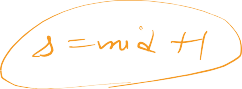 s = mid + 1